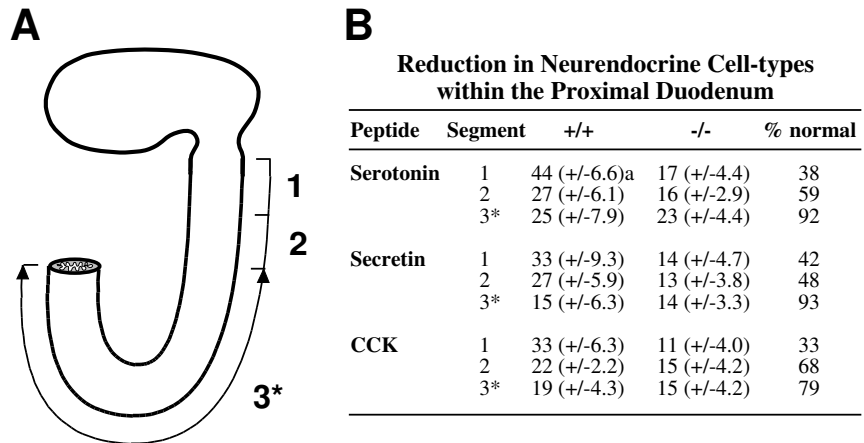 A
1
2
3*
B
Reduction in Neurendocrine Cell-types
within the Proximal Duodenum
Peptide Segment +/+ -/- % normal
Serotonin 1 44 (+/-6.6)a 17 (+/-4.4) 38
2 27 (+/-6.1) 16 (+/-2.9) 59
3* 25 (+/-7.9) 23 (+/-4.4) 92
Secretin 1 33 (+/-9.3) 14 (+/-4.7) 42
2 27 (+/-5.9) 13 (+/-3.8) 48
3* 15 (+/-6.3) 14 (+/-3.3) 93
CCK 1 33 (+/-6.3) 11 (+/-4.0) 33
2 22 (+/-2.2) 15 (+/-4.2) 68
3* 19 (+/-4.3) 15 (+/-4.2) 79